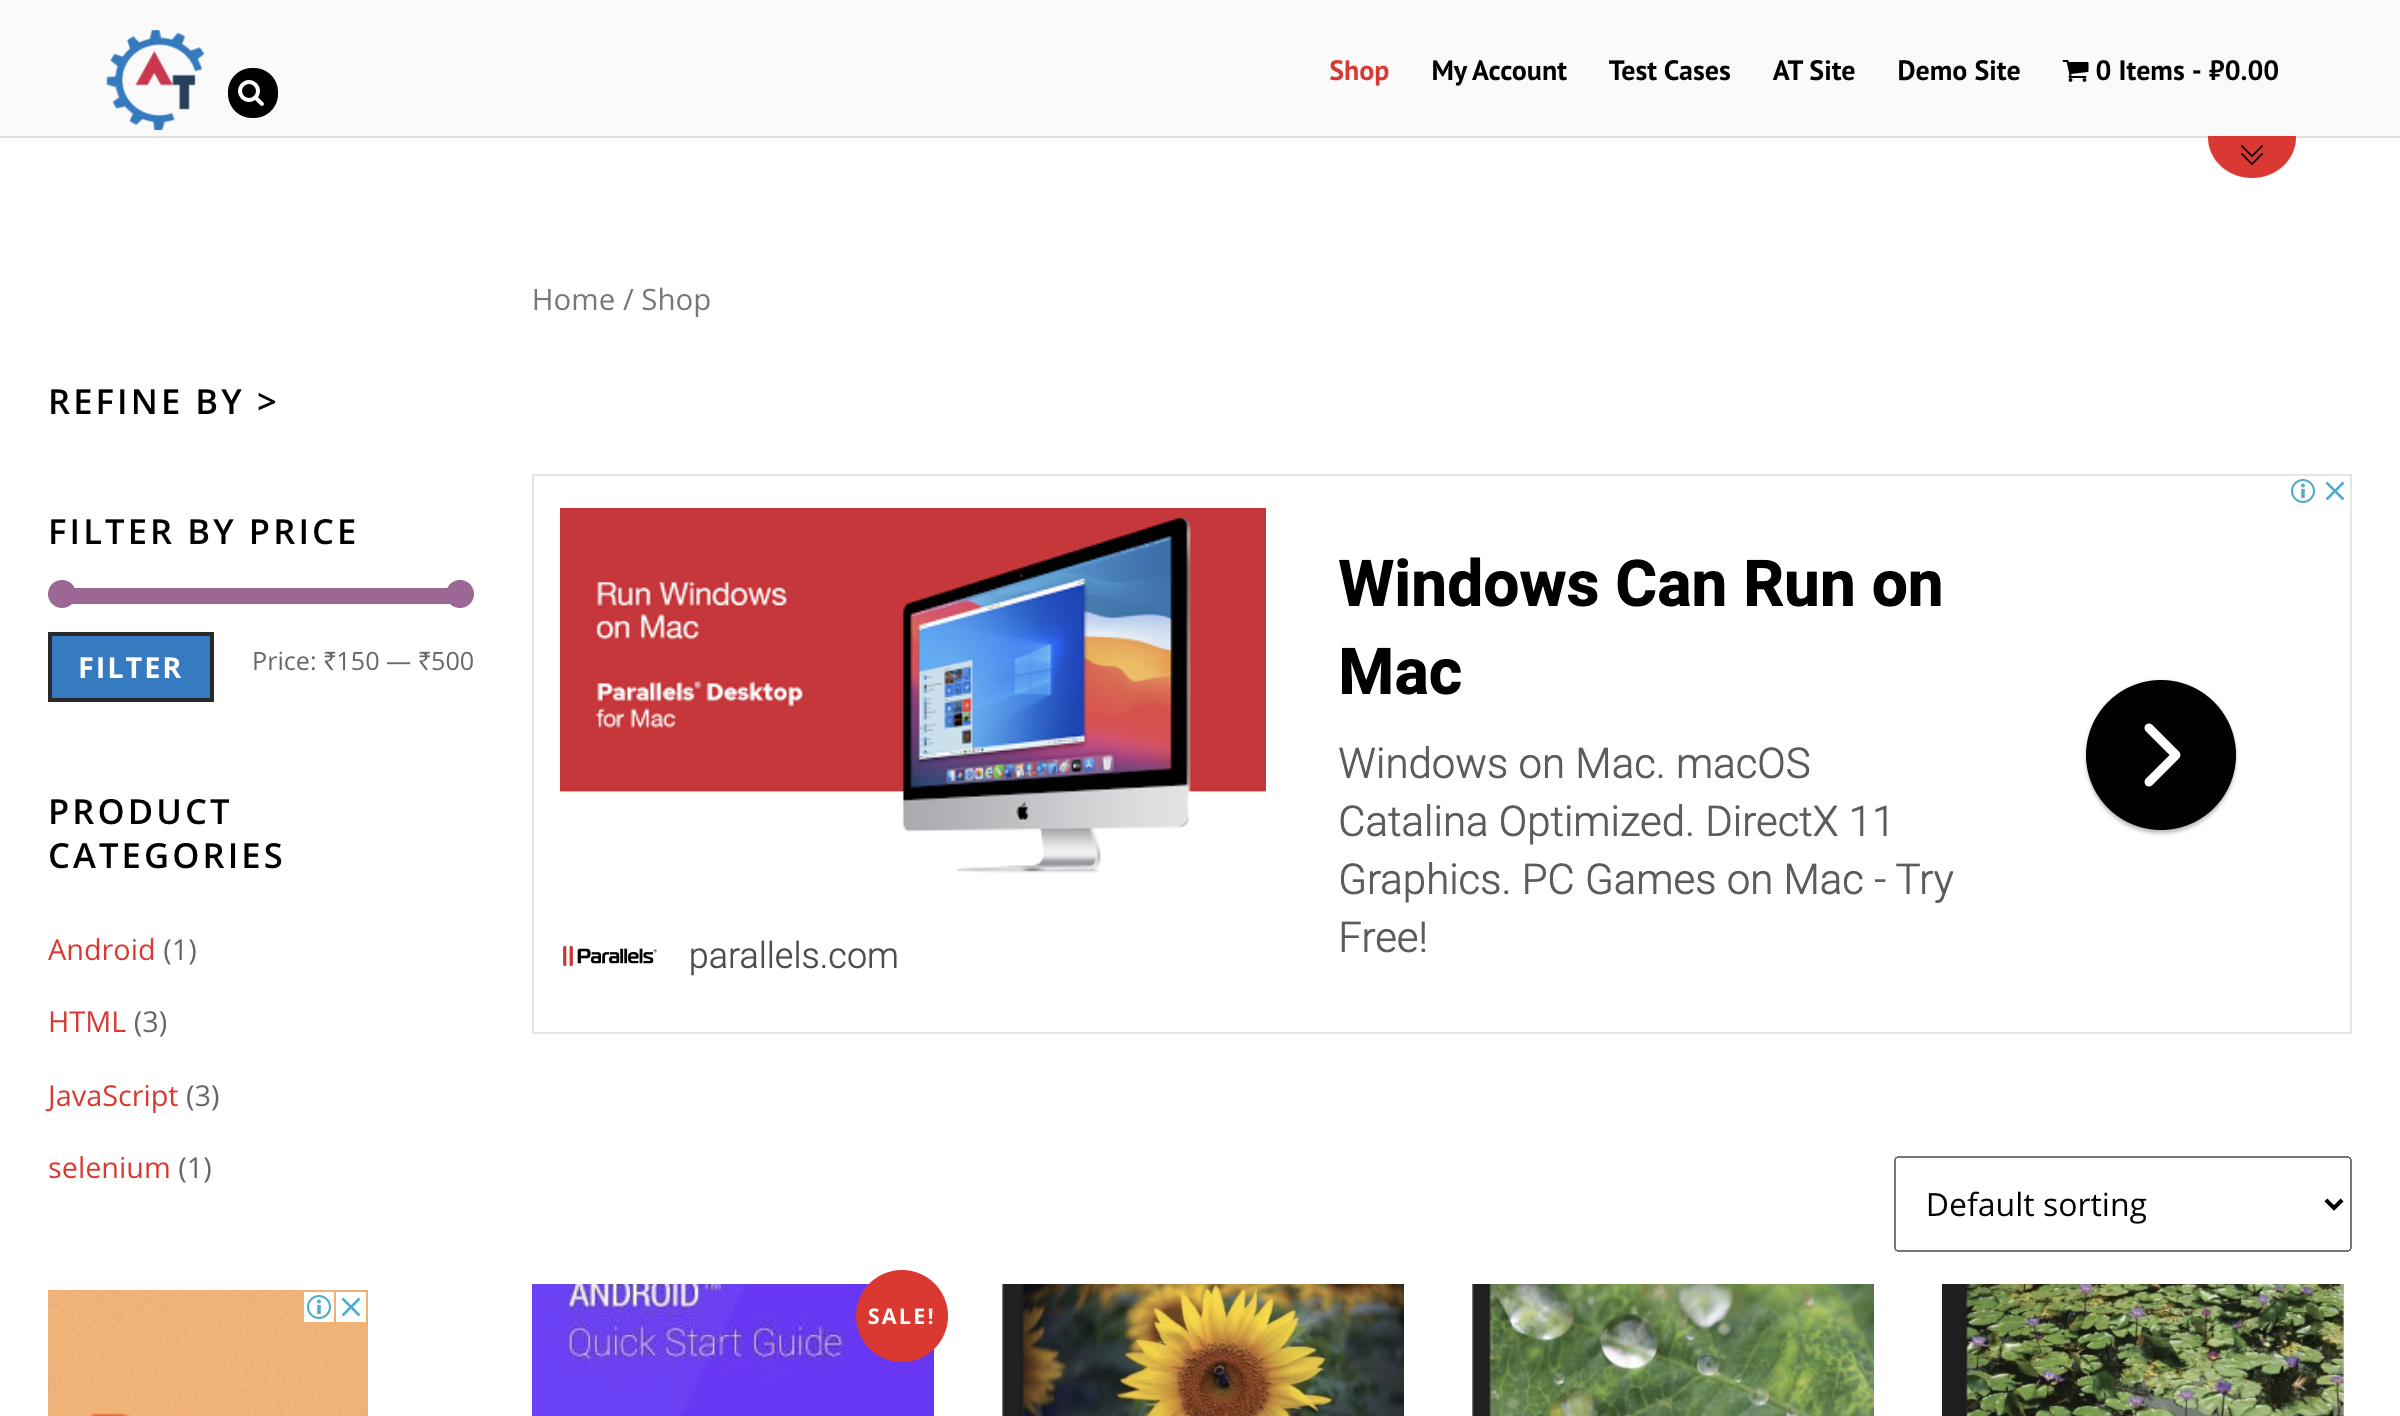 AT
Shop My Account Test Cases AT Site Demo Site 0 Items - ₽0.00
Home / Shop
REFINE BY >
FILTER BY PRICE
FILTER Price: ₹150 — ₹500
PRODUCT
CATEGORIES
Android (1)
HTML (3)
JavaScript (3)
selenium (1)
Run Windows
on Mac
Parallels® Desktop
for Mac
Parallels® parallels.com
Windows Can Run on
Mac
Windows on Mac. macOS
Catalina Optimized. DirectX 11
Graphics. PC Games on Mac - Try
Free!
Default sorting
ANDROID™
Quick Start Guide
SALE!